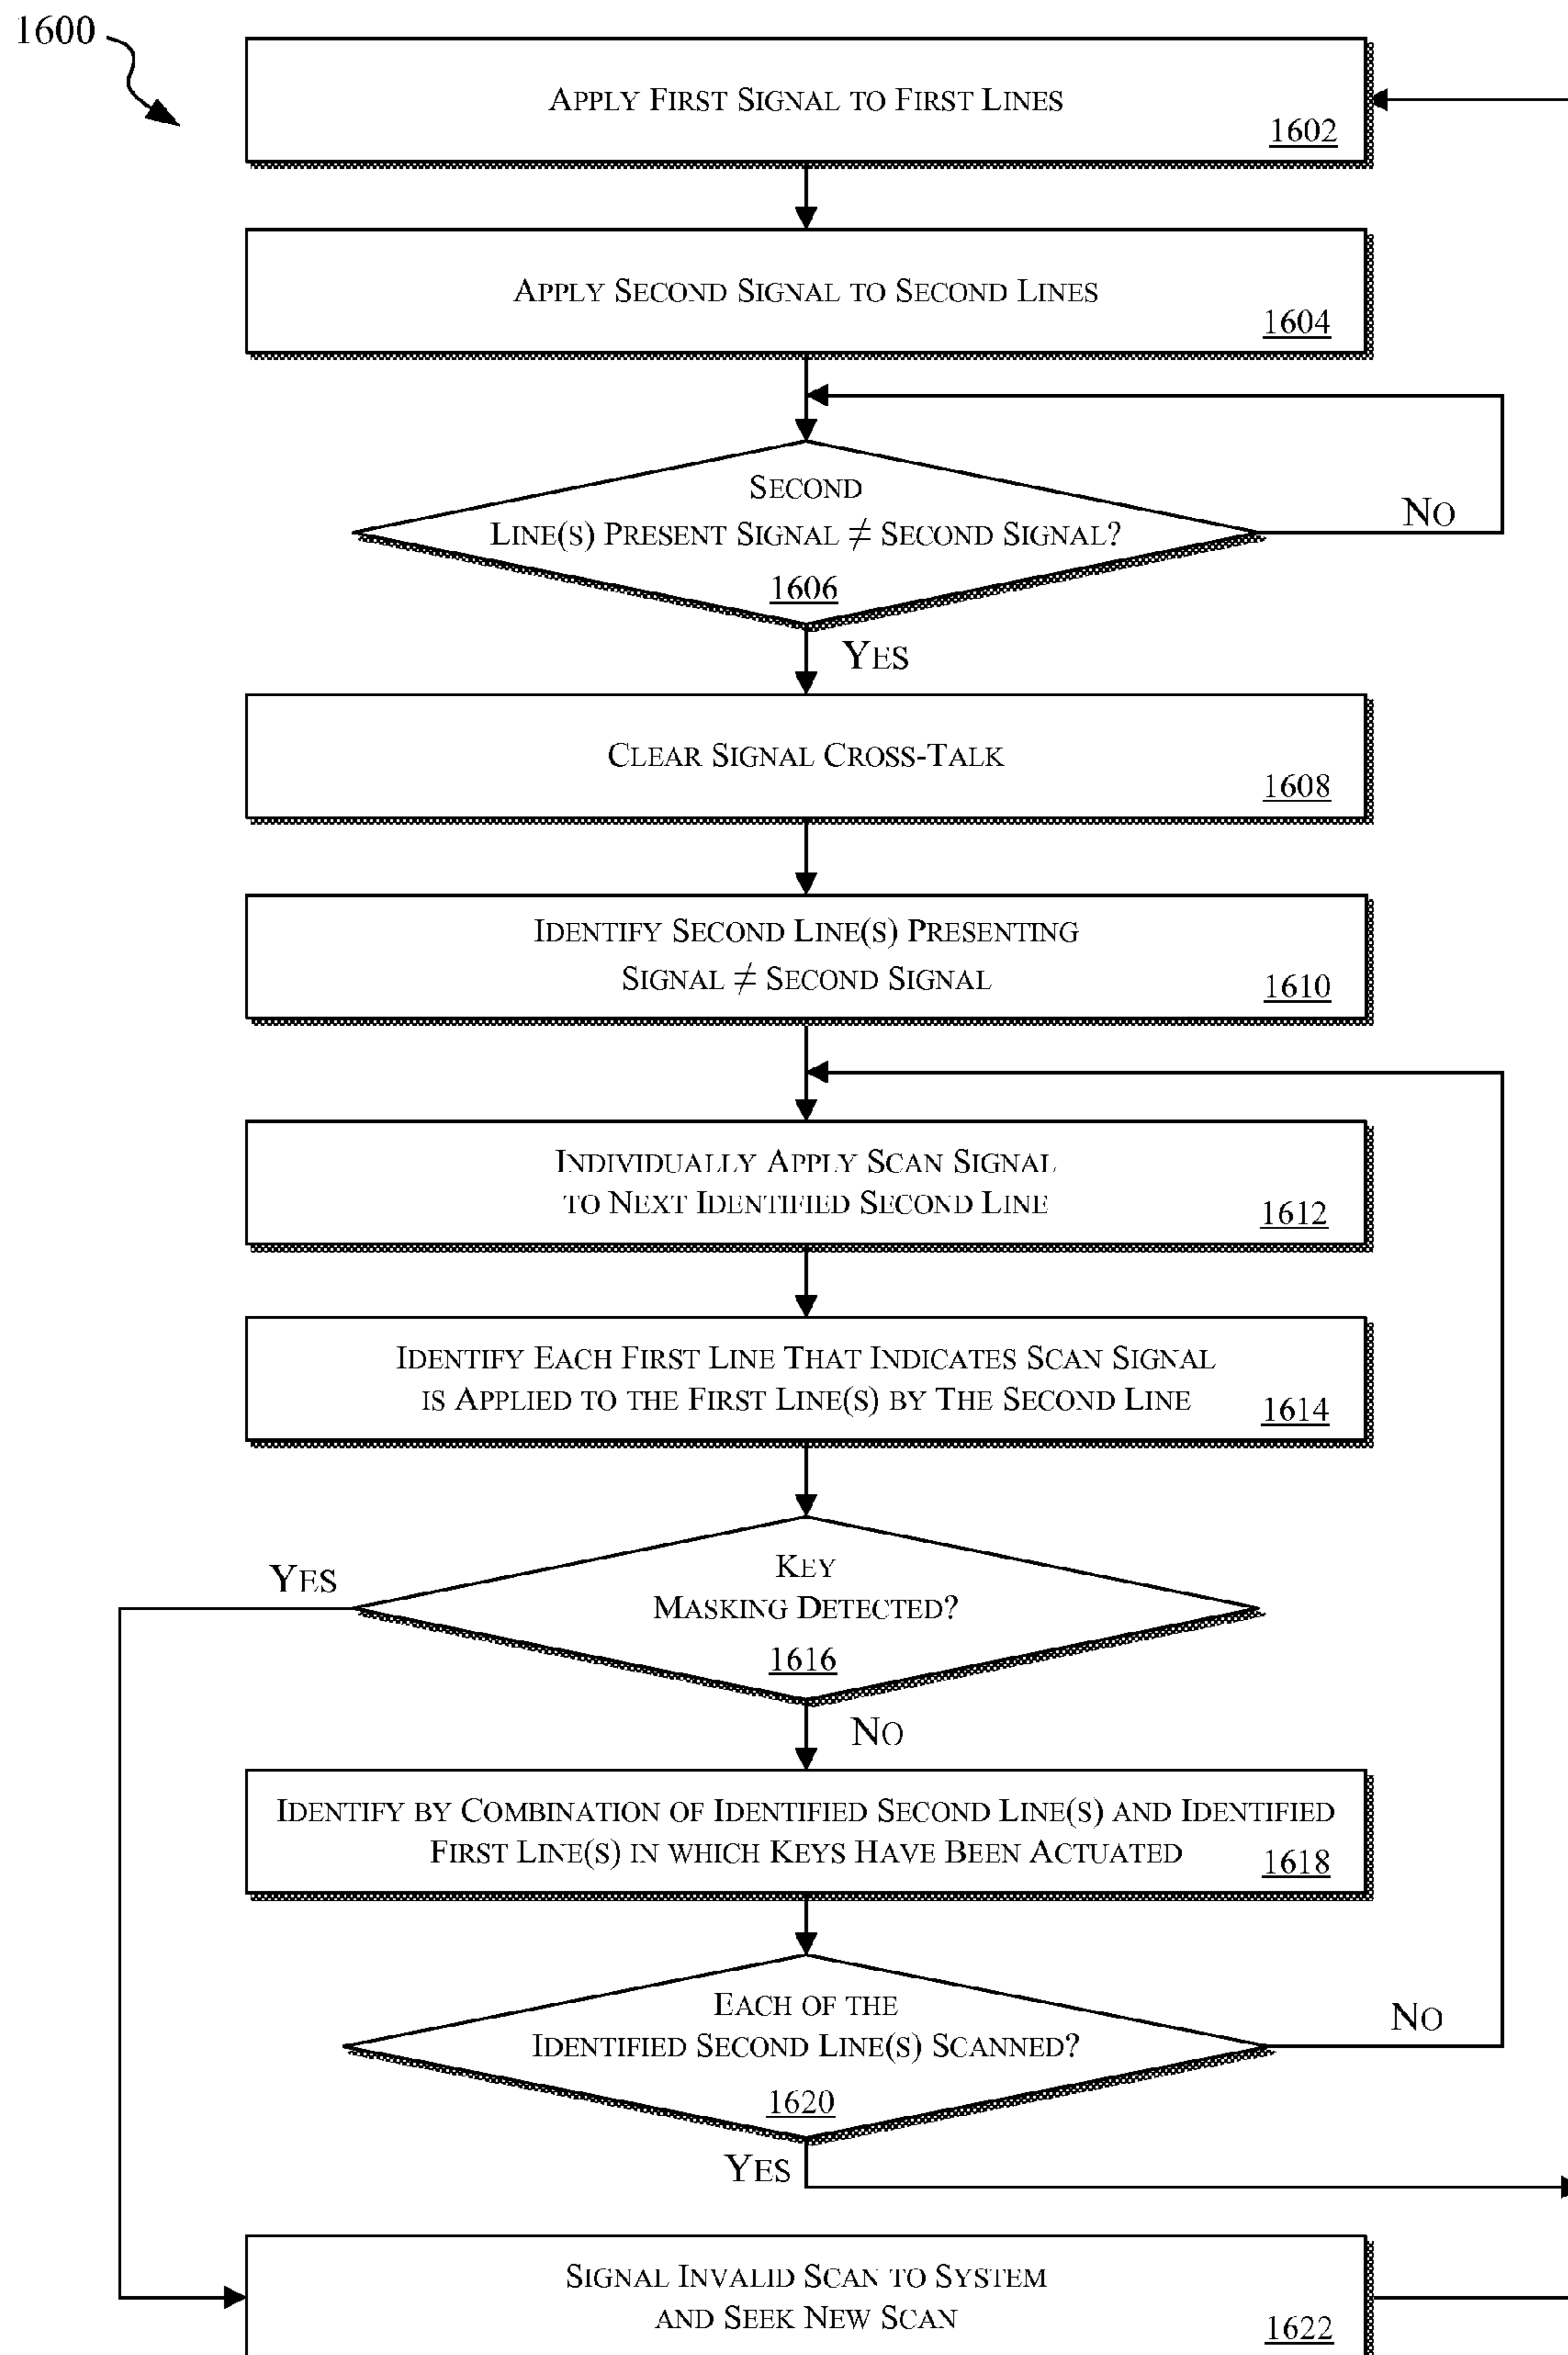 1600
APPLY FIRST SIGNAL TO FIRST LINES
1602
APPLY SECOND SIGNAL TO SECOND LINES
1604
SECOND
LINE(S) PRESENT SIGNAL ≠ SECOND SIGNAL?
1606
NO
YES
CLEAR SIGNAL CROSS-TALK
1608
IDENTIFY SECOND LINE(S) PRESENTING
SIGNAL ≠ SECOND SIGNAL
1610
INDIVIDUALLY APPLY SCAN SIGNAL
TO NEXT IDENTIFIED SECOND LINE
1612
IDENTIFY EACH FIRST LINE THAT INDICATES SCAN SIGNAL
IS APPLIED TO THE FIRST LINE(S) BY THE SECOND LINE
1614
KEY
MASKING DETECTED?
1616
YES
NO
IDENTIFY BY COMBINATION OF IDENTIFIED SECOND LINE(S) AND IDENTIFIED
FIRST LINE(S) IN WHICH KEYS HAVE BEEN ACTUATED
1618
EACH OF THE
IDENTIFIED SECOND LINE(S) SCANNED?
1620
NO
YES
SIGNAL INVALID SCAN TO SYSTEM
AND SEEK NEW SCAN
1622